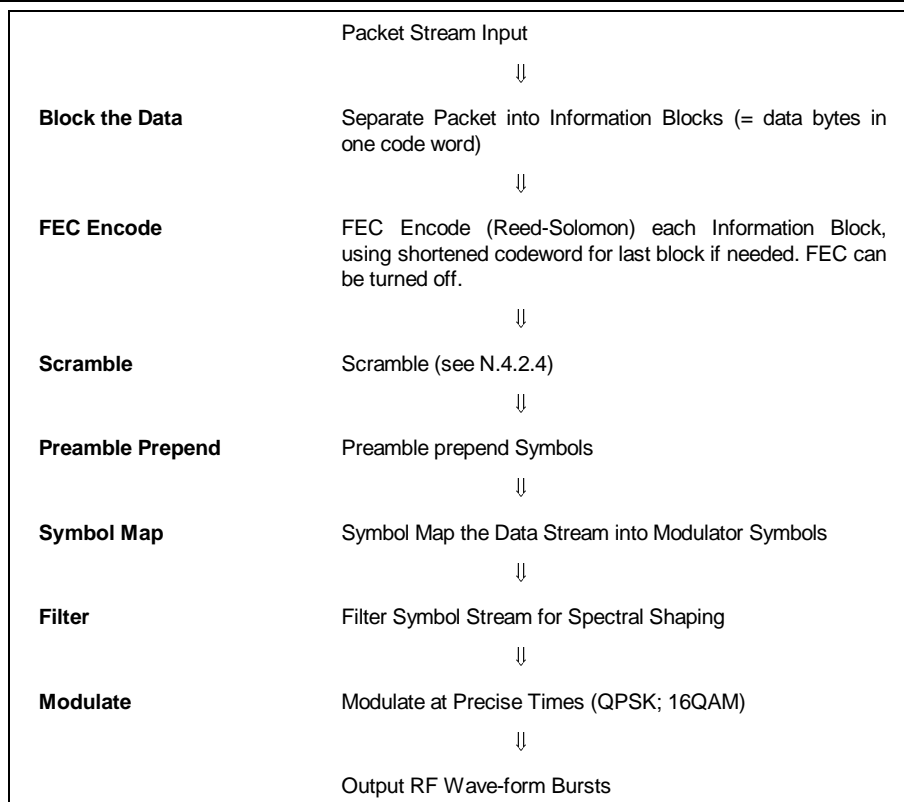 Packet Stream Input
⇓
Block the Data Separate Packet into Information Blocks (= data bytes in
one code word)
⇓
FEC Encode FEC Encode (Reed-Solomon) each Information Block,
using shortened codeword for last block if needed. FEC can
be turned off.
⇓
Scramble Scramble (see N.4.2.4)
⇓
Preamble Prepend Preamble prepend Symbols
⇓
Symbol Map Symbol Map the Data Stream into Modulator Symbols
⇓
Filter Filter Symbol Stream for Spectral Shaping
⇓
Modulate Modulate at Precise Times (QPSK; 16QAM)
⇓
Output RF Wave-form Bursts